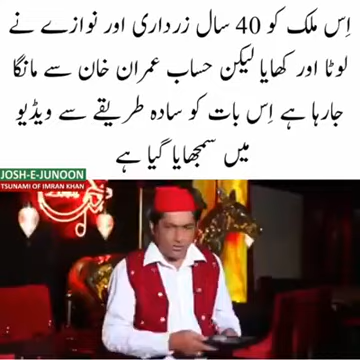 اِس ملک کو 40 سال زرداری اور نوازے نے
لوٹا اور کھایا لیکن حساب عمران خان سے مانگا
جارہا ہے اِس بات کو سادہ طریقے سے ویڈیو
میں سمجھایا گیا ہے
JOSH-E-JUNOON
TSUNAMI OF IMRAN KHAN